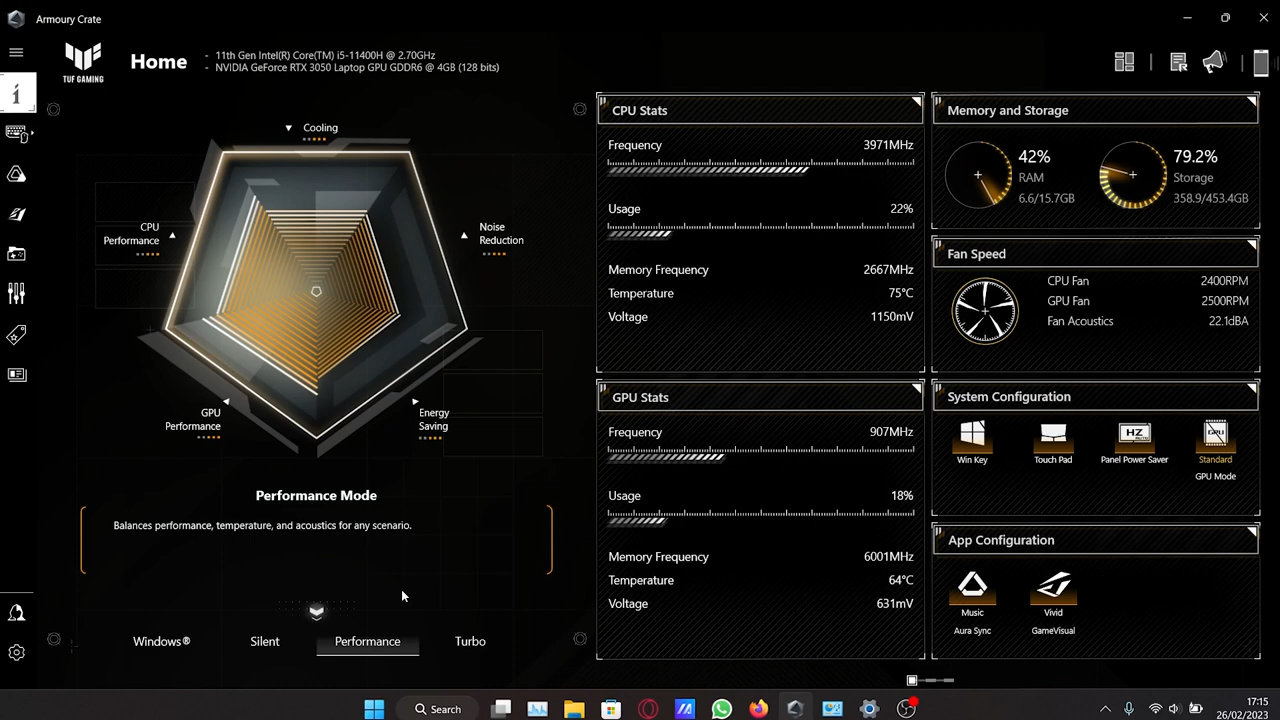 Armoury Crate
TUF GAMING
Home
- 11th Gen Intel(R) Core(TM) i5-11400H @ 2.70GHz
- NVIDIA GeForce RTX 3050 Laptop GPU GDDR6 @ 4GB (128 bits)
Cooling
CPU
Performance
Noise
Reduction
GPU
Performance
Energy
Saving
Performance Mode
Balances performance, temperature, and acoustics for any scenario.
Windows®
Silent
Performance
Turbo
CPU Stats
Frequency 3971MHz
Usage 22%
Memory Frequency 2667MHz
Temperature 75°C
Voltage 1150mV
GPU Stats
Frequency 907MHz
Usage 18%
Memory Frequency 6001MHz
Temperature 64°C
Voltage 631mV
Memory and Storage
42%
RAM
6.6/15.7GB
79.2%
Storage
358.9/453.4GB
Fan Speed
CPU Fan 2400RPM
GPU Fan 2500RPM
Fan Acoustics 22.1dBA
System Configuration
Win Key
Touch Pad
HZ
Panel Power Saver
GPU
Standard
GPU Mode
App Configuration
Music
Aura Sync
Vivid
GameVisual
Search
17:15
26/02/2023